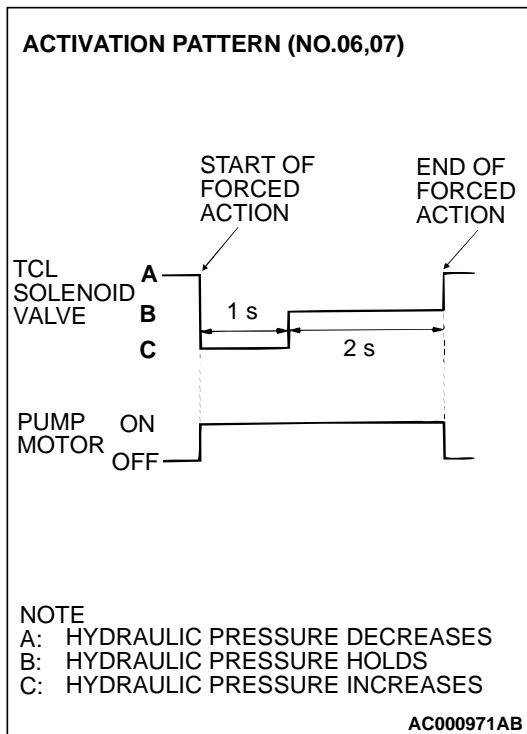 ACTIVATION PATTERN (NO.06,07)
START OF
FORCED
ACTION
END OF
FORCED
ACTION
TCL
SOLENOID
VALVE
A
B
C
1 s
2 s
PUMP
MOTOR
ON
OFF
NOTE
A: HYDRAULIC PRESSURE DECREASES
B: HYDRAULIC PRESSURE HOLDS
C: HYDRAULIC PRESSURE INCREASES
AC000971AB